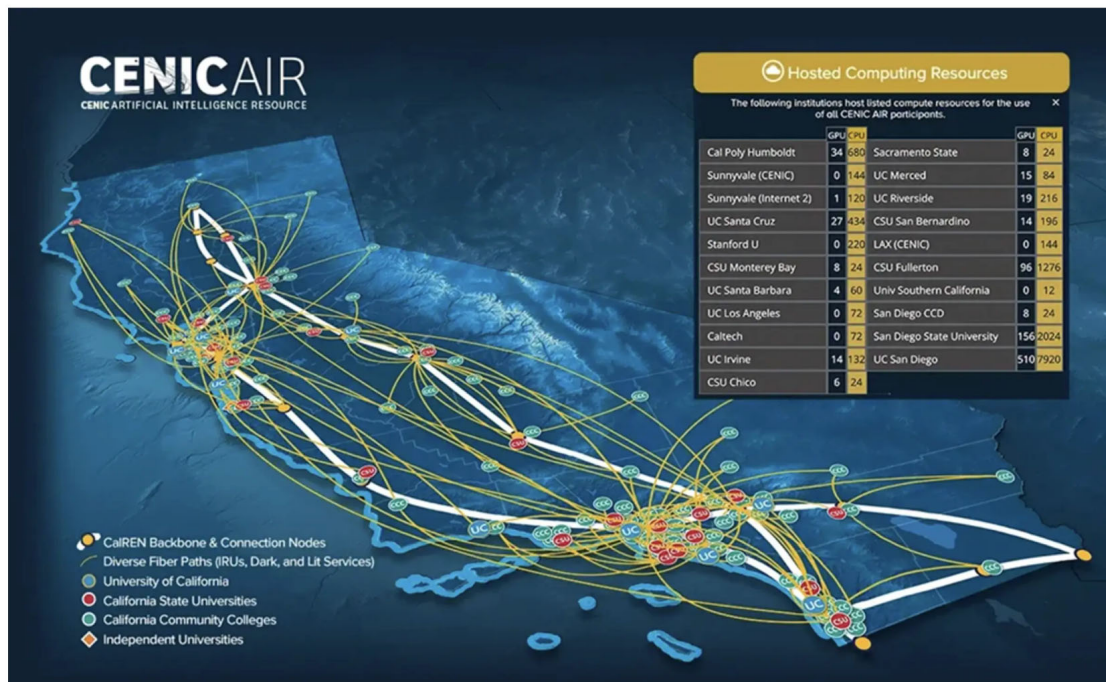 CENIC AIR
CENIC ARTIFICIAL INTELLIGENCE RESOURCE
Hosted Computing Resources
The following institutions host listed compute resources for the use
of all CENIC AIR participants.
×
GPU CPU GPU CPU
Cal Poly Humboldt 34 680 Sacramento State 8 24
Sunnyvale (CENIC) 0 144 UC Merced 15 84
Sunnyvale (Internet 2) 1 120 UC Riverside 19 216
UC Santa Cruz 27 434 CSU San Bernardino 14 196
Stanford U 0 220 LAX (CENIC) 0 144
CSU Monterey Bay 8 24 CSU Fullerton 96 1276
UC Santa Barbara 4 60 Univ Southern California 0 12
UC Los Angeles 0 72 San Diego CCD 8 24
Caltech 0 72 San Diego State University 156 2024
UC Irvine 14 132 UC San Diego 510 7920
CSU Chico 6 24
CalREN Backbone & Connection Nodes
Diverse Fiber Paths (IRUs, Dark, and Lit Services)
University of California
California State Universities
California Community Colleges
Independent Universities